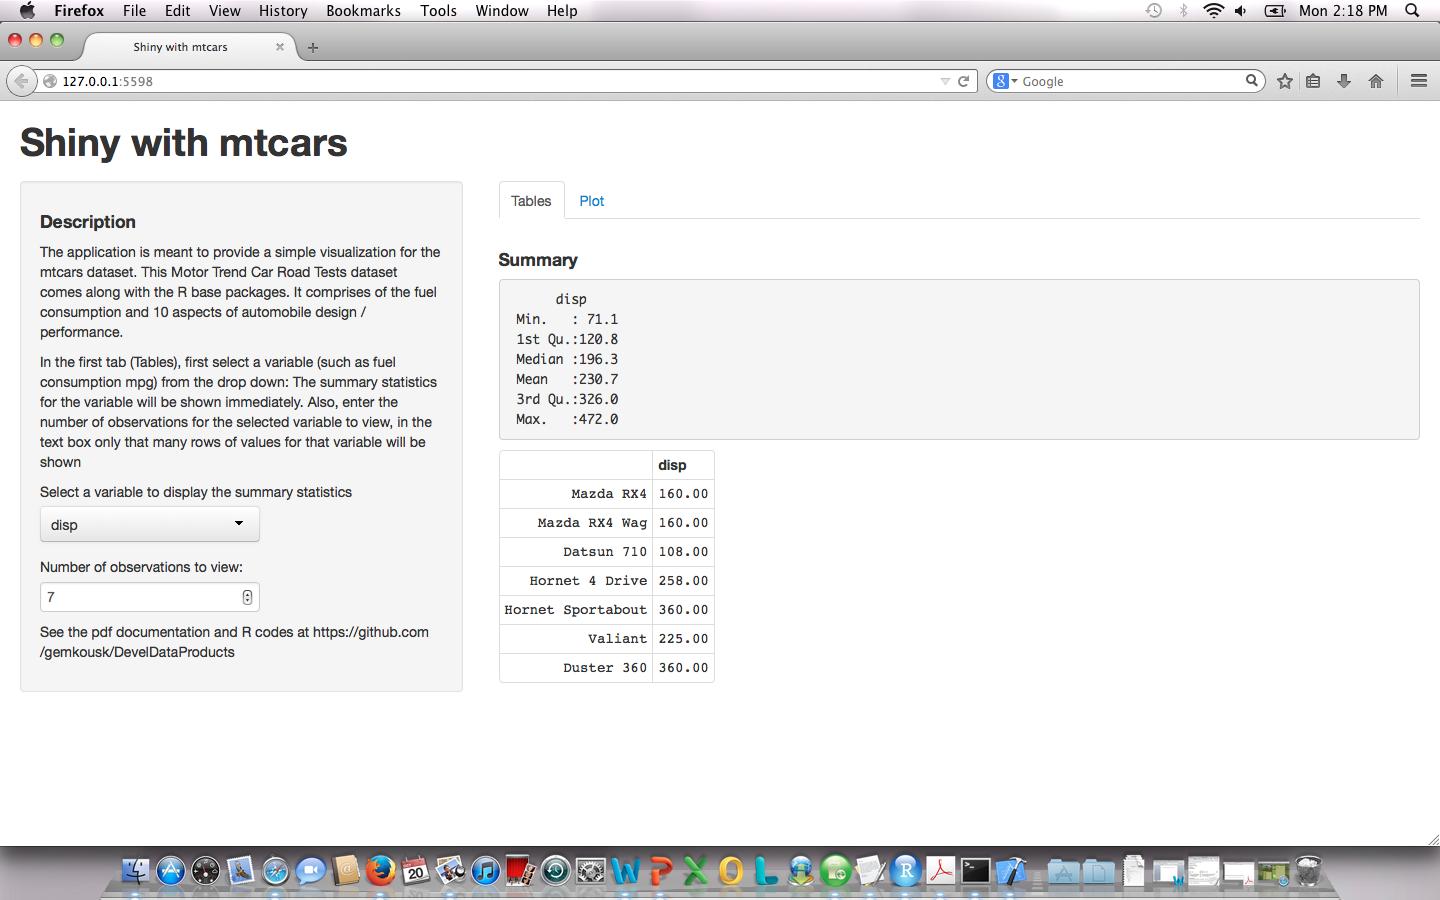 Firefox File Edit View History Bookmarks Tools Window Help Mon 2:18 PM
Shiny with mtcars
127.0.0.1:5598 Google
Shiny with mtcars
Description
The application is meant to provide a simple visualization for the
mtcars dataset. This Motor Trend Car Road Tests dataset
comes along with the R base packages. It comprises of the fuel
consumption and 10 aspects of automobile design /
performance.
In the first tab (Tables), first select a variable (such as fuel
consumption mpg) from the drop down: The summary statistics
for the variable will be shown immediately. Also, enter the
number of observations for the selected variable to view, in the
text box only that many rows of values for that variable will be
shown
Select a variable to display the summary statistics
disp
Number of observations to view:
7
See the pdf documentation and R codes at https://github.com
/gemkousk/DevelDataProducts
Tables Plot
Summary
disp
Min.   : 71.1
1st Qu.:120.8
Median :196.3
Mean   :230.7
3rd Qu.:326.0
Max.   :472.0
disp
Mazda RX4 160.00
Mazda RX4 Wag 160.00
Datsun 710 108.00
Hornet 4 Drive 258.00
Hornet Sportabout 360.00
Valiant 225.00
Duster 360 360.00
20